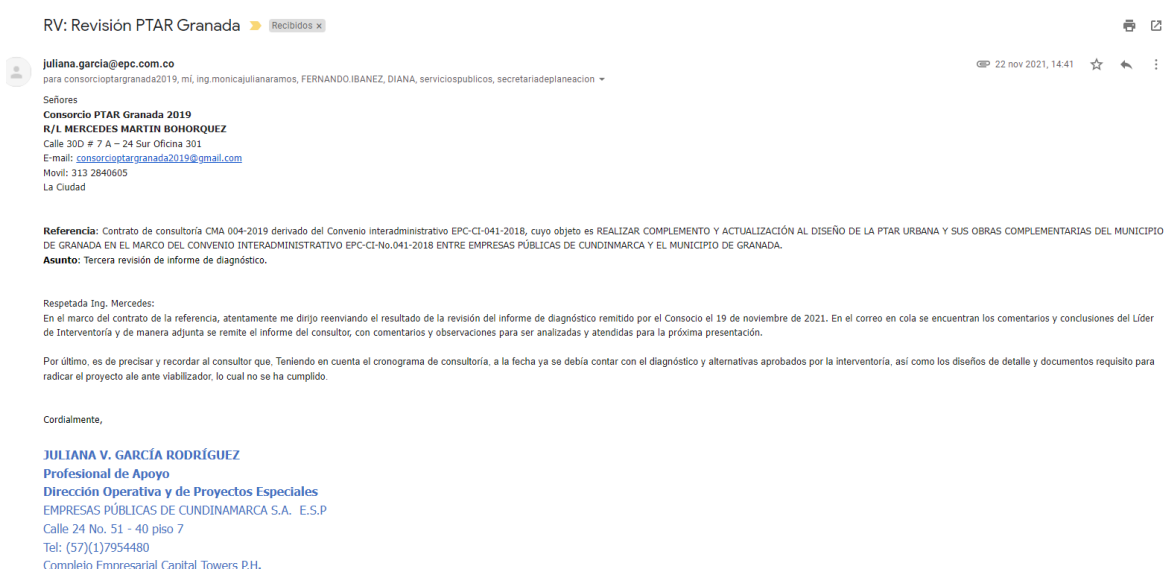 RV: Revisión PTAR Granada Recibidos x
juliana.garcia@epc.com.co
22 nov 2021, 14:41
para consorcioptargranada2019, mí, ing.monicajulianaramos, FERNANDO.IBANEZ, DIANA, serviciospublicos, secretariadeplaneacion
Señores
Consorcio PTAR Granada 2019
R/L MERCEDES MARTIN BOHORQUEZ
Calle 30D # 7 A – 24 Sur Oficina 301
E-mail: consorcioptargranada2019@gmail.com
Movil: 313 2840605
La Ciudad
Referencia: Contrato de consultoría CMA 004-2019 derivado del Convenio interadministrativo EPC-CI-041-2018, cuyo objeto es REALIZAR COMPLEMENTO Y ACTUALIZACIÓN AL DISEÑO DE LA PTAR URBANA Y SUS OBRAS COMPLEMENTARIAS DEL MUNICIPIO
DE GRANADA EN EL MARCO DEL CONVENIO INTERADMINISTRATIVO EPC-CI-No.041-2018 ENTRE EMPRESAS PÚBLICAS DE CUNDINMARCA Y EL MUNICIPIO DE GRANADA.
Asunto: Tercera revisión de informe de diagnóstico.
Respetada Ing. Mercedes:
En el marco del contrato de la referencia, atentamente me dirijo reenviando el resultado de la revisión del informe de diagnóstico remitido por el Consocio el 19 de noviembre de 2021. En el correo en cola se encuentran los comentarios y conclusiones del Líder
de Interventoría y de manera adjunta se remite el informe del consultor, con comentarios y observaciones para ser analizadas y atendidas para la próxima presentación.
Por último, es de precisar y recordar al consultor que, Teniendo en cuenta el cronograma de consultoría, a la fecha ya se debía contar con el diagnóstico y alternativas aprobados por la interventoría, así como los diseños de detalle y documentos requisito para
radicar el proyecto ale ante viabilizador, lo cual no se ha cumplido.
Cordialmente,
JULIANA V. GARCÍA RODRÍGUEZ
Profesional de Apoyo
Dirección Operativa y de Proyectos Especiales
EMPRESAS PÚBLICAS DE CUNDINAMARCA S.A. E.S.P
Calle 24 No. 51 - 40 piso 7
Tel: (57)(1)7954480
Complejo Empresarial Capital Towers P.H.